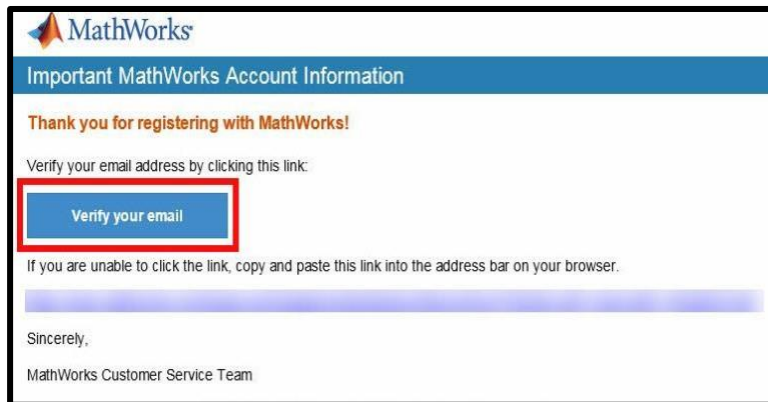 MathWorks®
Important MathWorks Account Information
Thank you for registering with MathWorks!
Verify your email address by clicking this link:
Verify your email
If you are unable to click the link, copy and paste this link into the address bar on your browser.
Sincerely,
MathWorks Customer Service Team